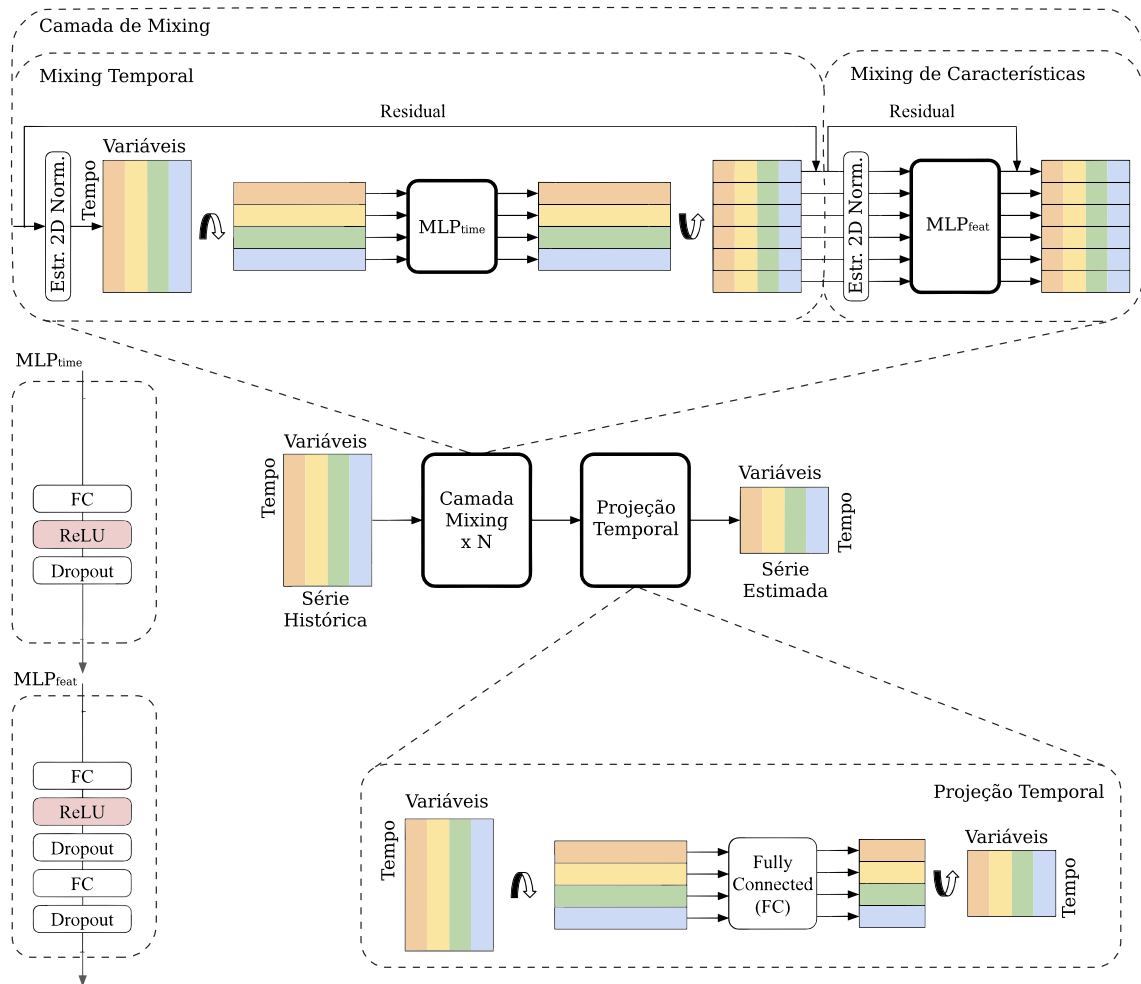 Camada de Mixing
Mixing Temporal
Mixing de Características
Residual
Residual
Variáveis
Tempo
Estr. 2D Norm.
MLPtime
Estr. 2D Norm.
MLPfeat
MLPtime
FC
ReLU
Dropout
Variáveis
Tempo
Série
Histórica
Camada
Mixing
x N
Projeção
Temporal
Variáveis
Tempo
Série
Estimada
MLPfeat
FC
ReLU
Dropout
FC
Dropout
Projeção Temporal
Variáveis
Tempo
Fully
Connected
(FC)
Variáveis
Tempo